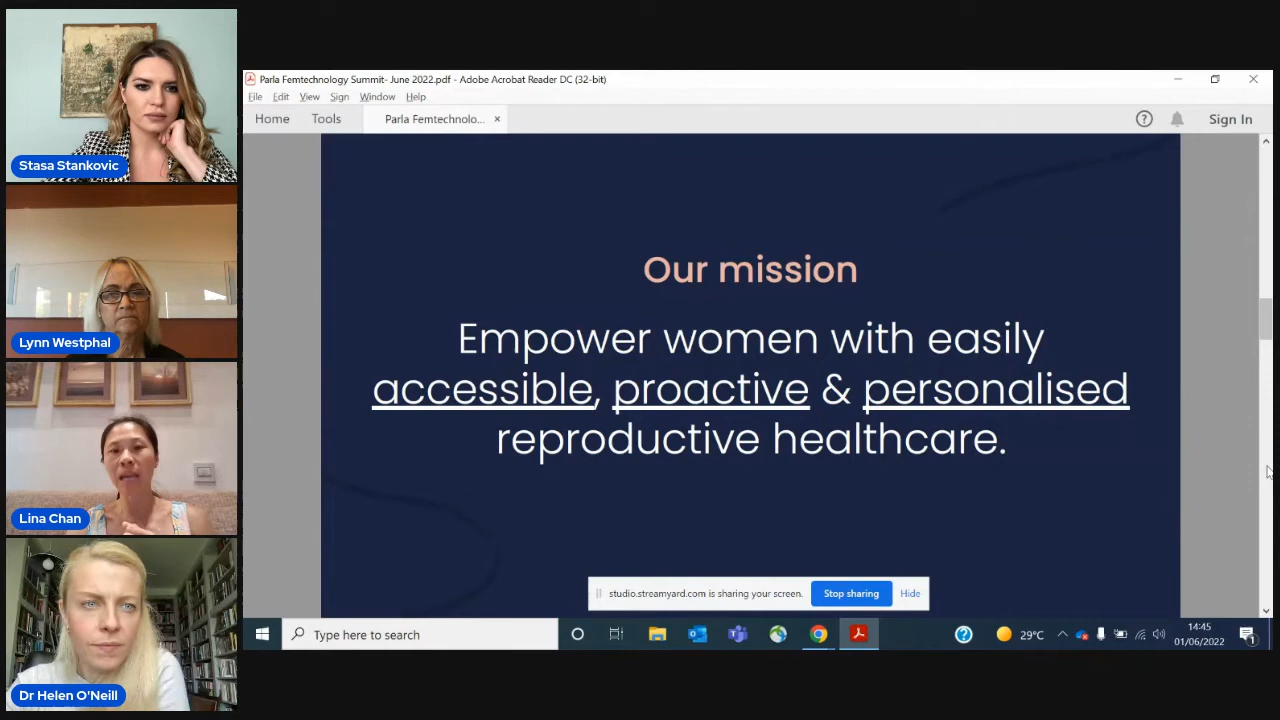 Stasa Stankovic
Lynn Westphal
Lina Chan
Dr Helen O'Neill
Parla Femtechnology Summit- June 2022.pdf - Adobe Acrobat Reader DC (32-bit)
File Edit View Sign Window Help
Home Tools Parla Femtechnolo... × Sign In
Our mission
Empower women with easily
accessible, proactive & personalised
reproductive healthcare.
studio.streamyard.com is sharing your screen. Stop sharing Hide
Type here to search
29°C
14:45
01/06/2022
1